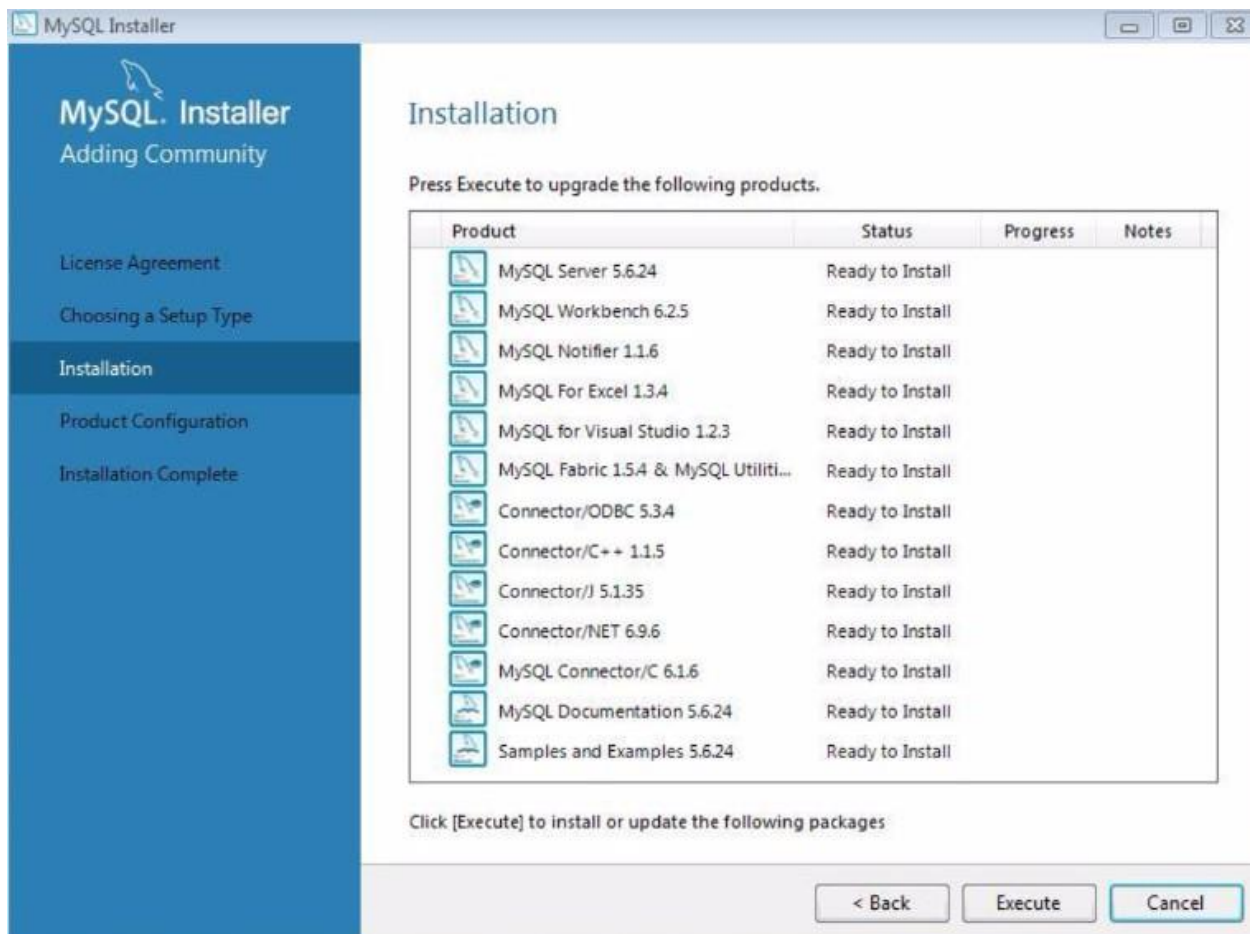 MySQL Installer
MySQL. Installer
Adding Community
License Agreement
Choosing a Setup Type
Installation
Product Configuration
Installation Complete
Installation
Press Execute to upgrade the following products.
Product Status Progress Notes
MySQL Server 5.6.24 Ready to Install
MySQL Workbench 6.2.5 Ready to Install
MySQL Notifier 1.1.6 Ready to Install
MySQL For Excel 1.3.4 Ready to Install
MySQL for Visual Studio 1.2.3 Ready to Install
MySQL Fabric 1.5.4 & MySQL Utiliti... Ready to Install
Connector/ODBC 5.3.4 Ready to Install
Connector/C++ 1.1.5 Ready to Install
Connector/J 5.1.35 Ready to Install
Connector/NET 6.9.6 Ready to Install
MySQL Connector/C 6.1.6 Ready to Install
MySQL Documentation 5.6.24 Ready to Install
Samples and Examples 5.6.24 Ready to Install
Click [Execute] to install or update the following packages
< Back Execute Cancel